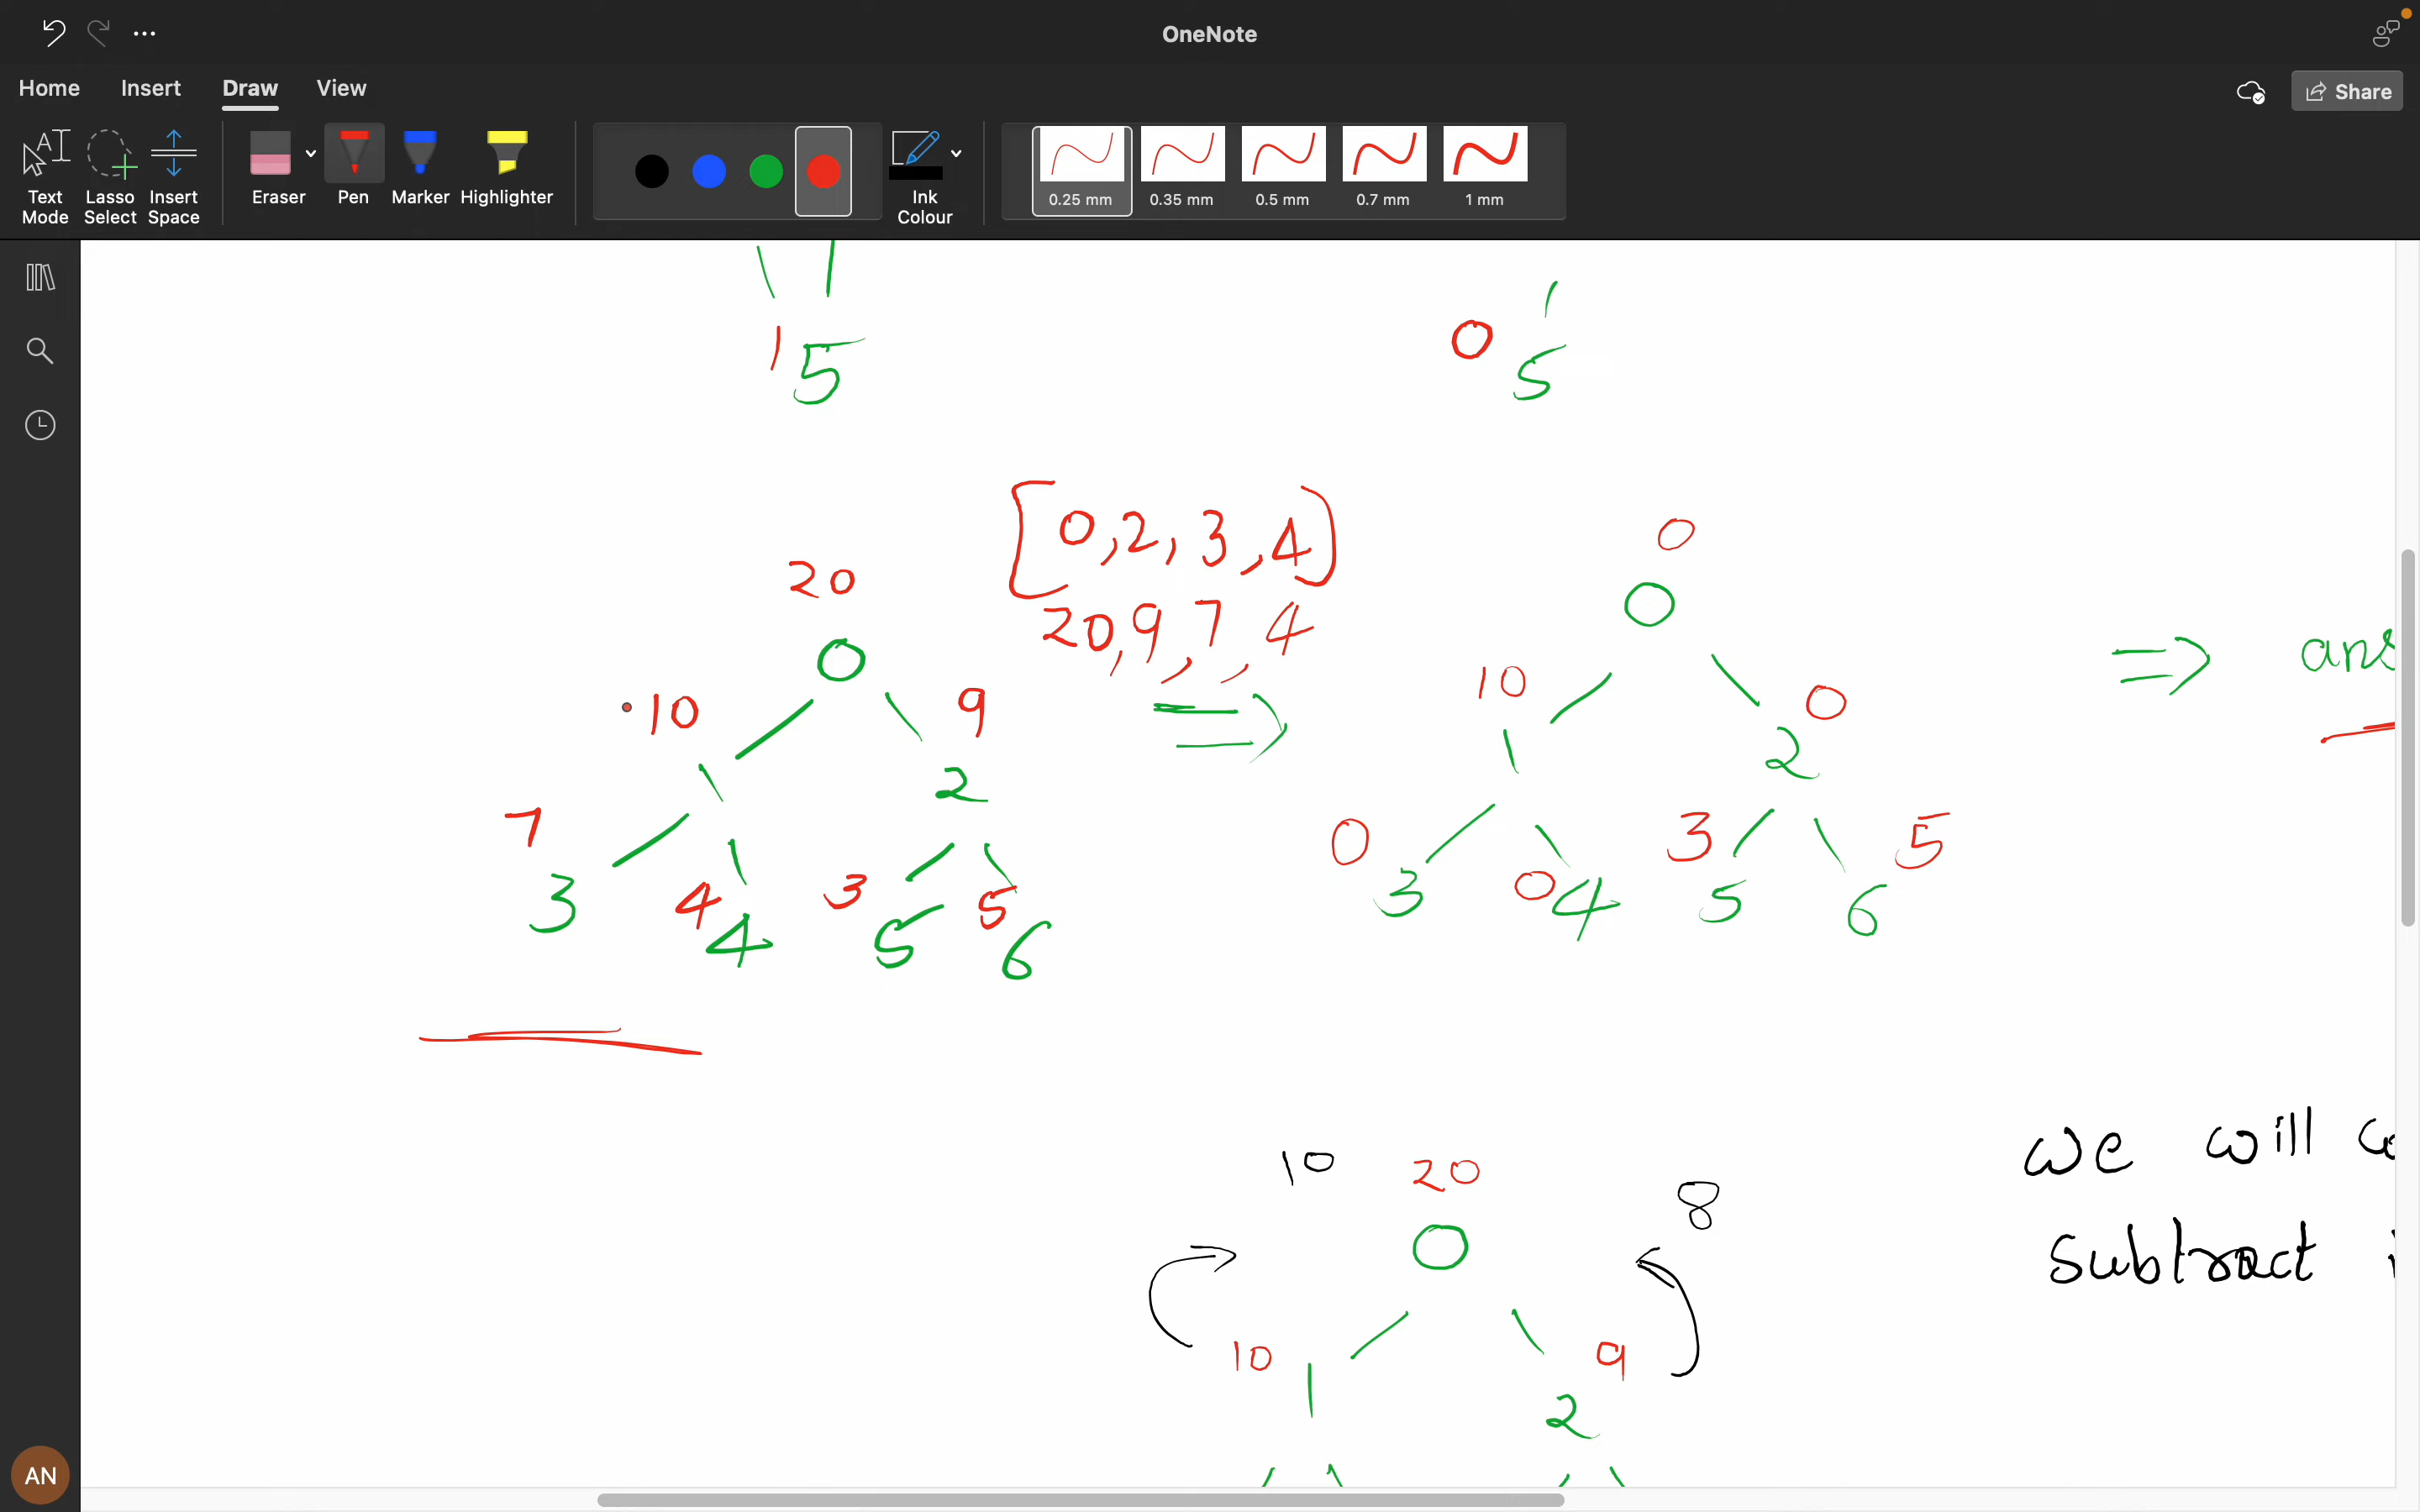 OneNote
Home Insert Draw View
Share
Text Mode
Lasso Select
Insert Space
Eraser
Pen
Marker
Highlighter
Ink Colour
0.25 mm
0.35 mm
0.5 mm
0.7 mm
1 mm
1 5
0 5
[0,2,3,4)
20,9,7,4
20
0
10 9
1 2
7
3
4
4
3
5
5
6
=>
0
0
10 0
1 2
0 0 3 5
3 4 5 6
=>
10 20 8
0
10 9
1 2
we will
subtract
AN